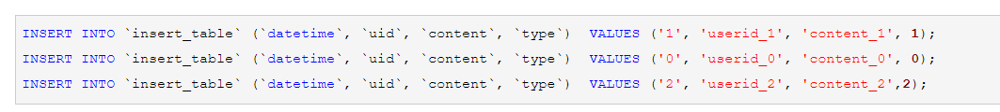 INSERT INTO `insert_table` (`datetime`, `uid`, `content`, `type`)  VALUES ('1', 'userid_1', 'content_1', 1);
INSERT INTO `insert_table` (`datetime`, `uid`, `content`, `type`)  VALUES ('0', 'userid_0', 'content_0', 0);
INSERT INTO `insert_table` (`datetime`, `uid`, `content`, `type`)  VALUES ('2', 'userid_2', 'content_2',2);